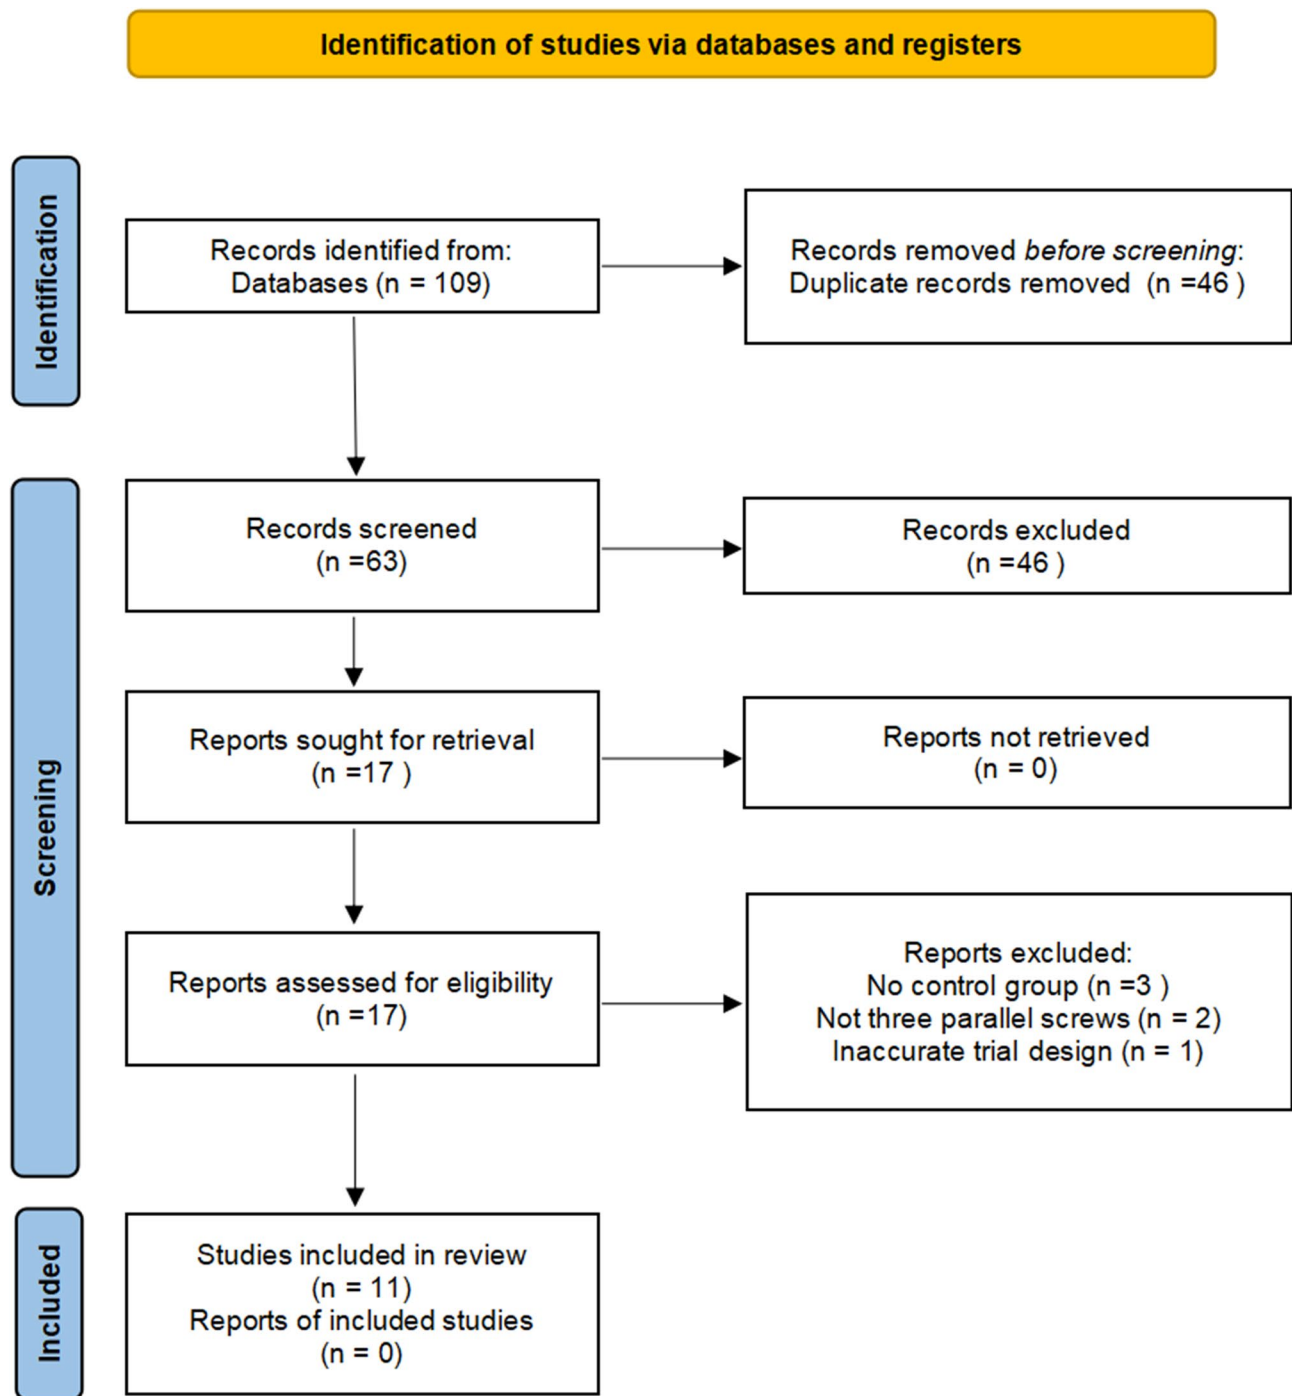 Identification of studies via databases and registers
Identification
Records identified from:
Databases (n = 109)
Records removed before screening:
Duplicate records removed  (n =46 )
Screening
Records screened
(n =63)
Records excluded
(n =46 )
Reports sought for retrieval
(n =17 )
Reports not retrieved
(n = 0)
Reports assessed for eligibility
(n =17)
Reports excluded:
No control group (n =3 )
Not three parallel screws (n = 2)
Inaccurate trial design (n = 1)
Included
Studies included in review
(n = 11)
Reports of included studies
(n = 0)